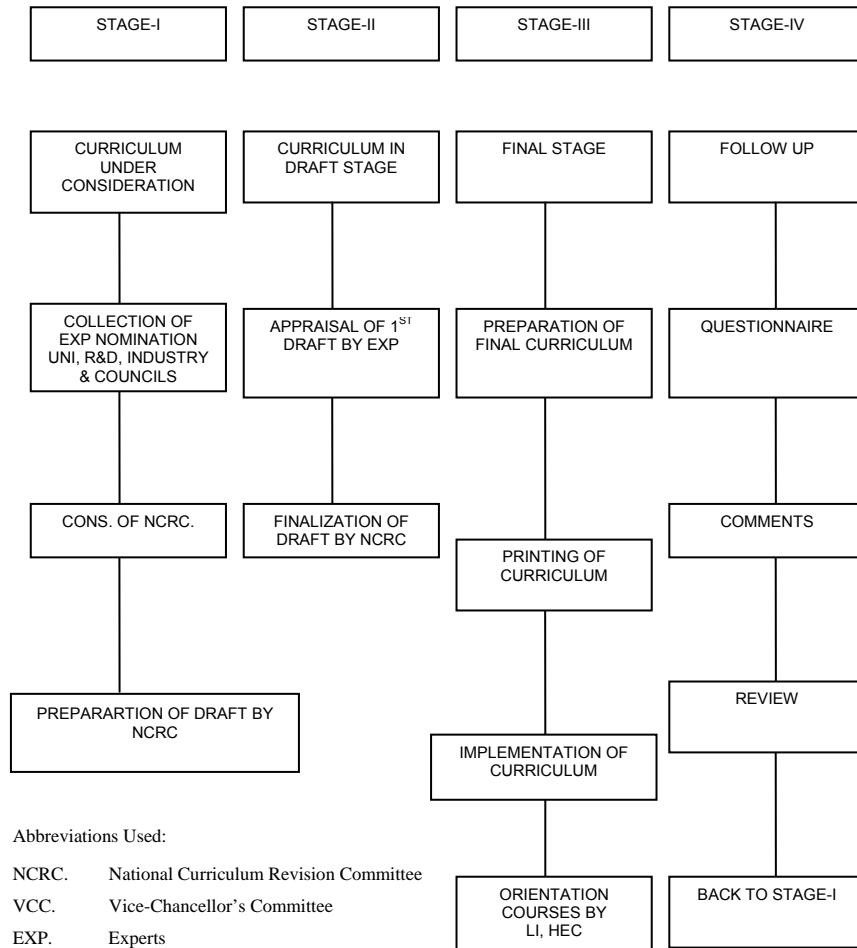 STAGE-I
STAGE-II
STAGE-III
STAGE-IV
CURRICULUM
UNDER
CONSIDERATION
CURRICULUM IN
DRAFT STAGE
FINAL STAGE
FOLLOW UP
COLLECTION OF
EXP NOMINATION
UNI, R&D, INDUSTRY
& COUNCILS
APPRAISAL OF 1ST
DRAFT BY EXP
PREPARATION OF
FINAL CURRICULUM
QUESTIONNAIRE
CONS. OF NCRC.
FINALIZATION OF
DRAFT BY NCRC
COMMENTS
PRINTING OF
CURRICULUM
PREPARARTION OF DRAFT BY
NCRC
REVIEW
IMPLEMENTATION OF
CURRICULUM
Abbreviations Used:
NCRC. National Curriculum Revision Committee
VCC. Vice-Chancellor's Committee
EXP. Experts
ORIENTATION
COURSES BY
LI, HEC
BACK TO STAGE-I